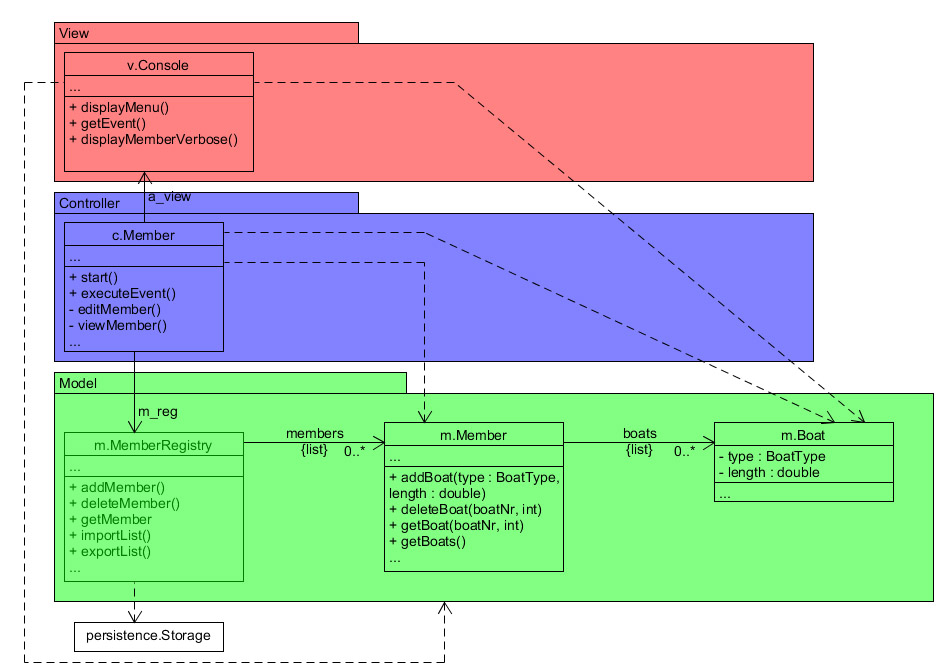 View
v.Console
...
+ displayMenu()
+ getEvent()
+ displayMemberVerbose()
a_view
Controller
c.Member
...
+ start()
+ executeEvent()
- editMember()
- viewMember()
...
Model
m_reg
m.MemberRegistry
...
+ addMember()
+ deleteMember()
+ getMember
+ importList()
+ exportList()
...
members
{list} 0..*
m.Member
...
+ addBoat(type : BoatType,
length : double)
+ deleteBoat(boatNr, int)
+ getBoat(boatNr, int)
+ getBoats()
...
boats
{list} 0..*
m.Boat
- type : BoatType
- length : double
...
persistence.Storage